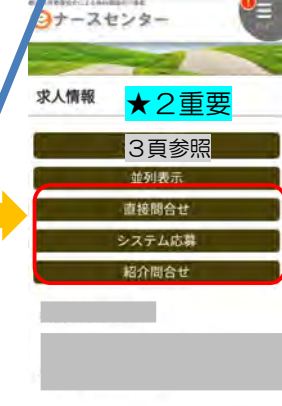 eナースセンター
1
求人情報
★２重要
３頁参照
並列表示
直接問合せ
システム応募
紹介問合せ